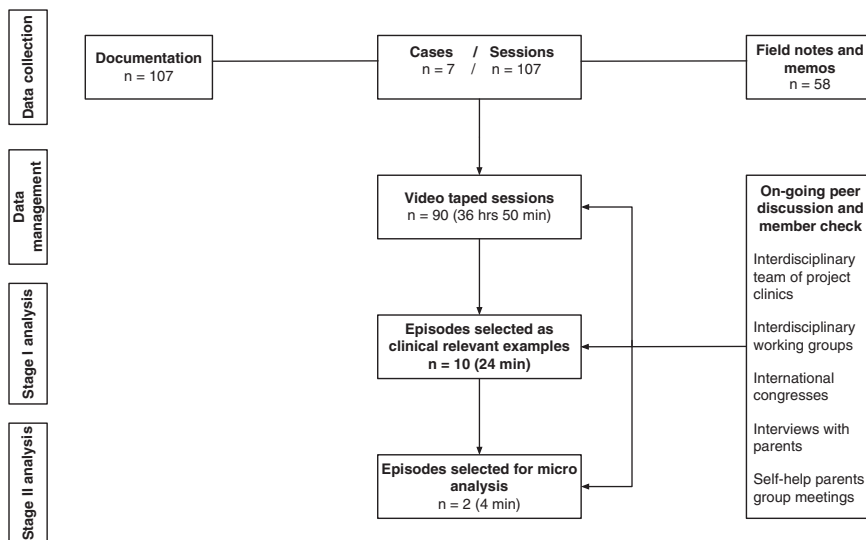 Data collection
Documentation
n = 107
Cases / Sessions
n = 7 / n = 107
Field notes and
memos
n = 58
Data
management
Video taped sessions
n = 90 (36 hrs 50 min)
On-going peer
discussion and
member check
Interdisciplinary
team of project
clinics
Interdisciplinary
working groups
International
congresses
Interviews with
parents
Self-help parents
group meetings
Stage I analysis
Episodes selected as
clinical relevant examples
n = 10 (24 min)
Stage II analysis
Episodes selected for micro
analysis
n = 2 (4 min)